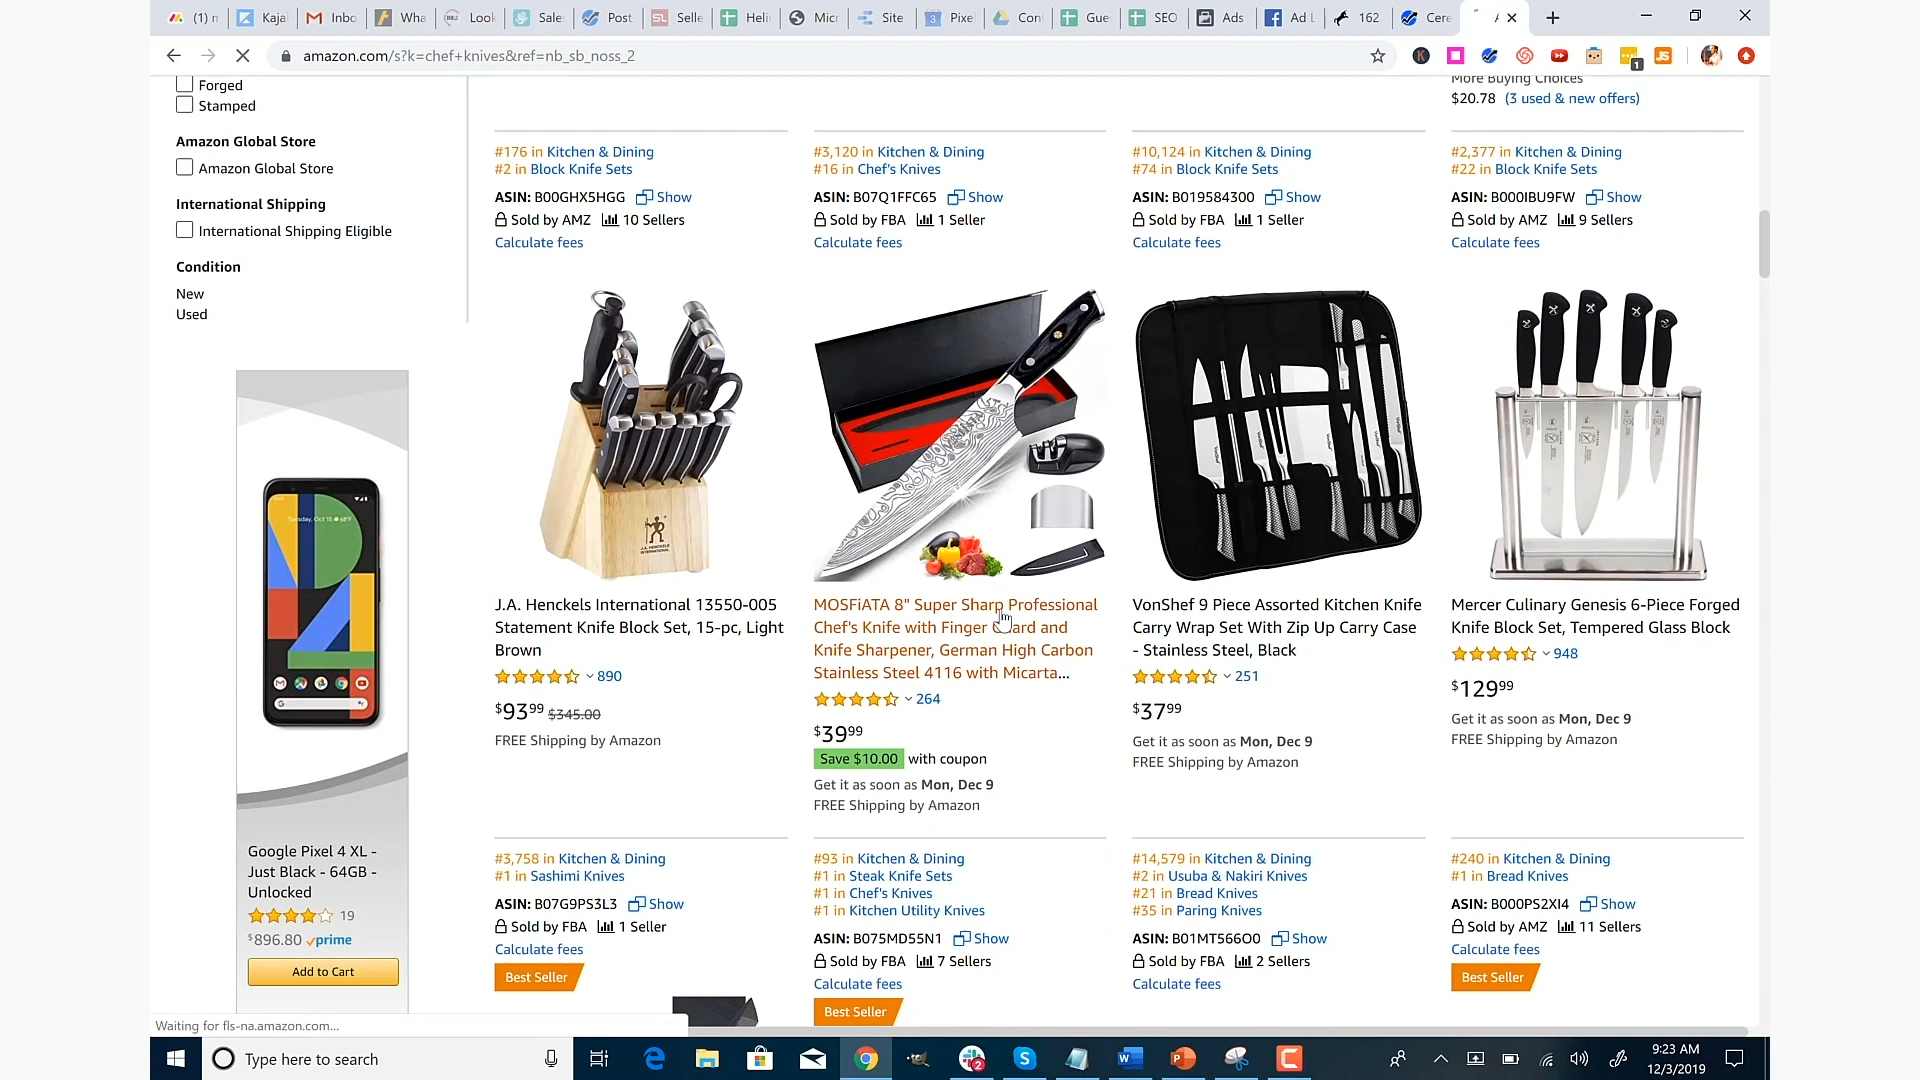 (1) n
Kaja
Inbo
Wha
Look
Sale
Post
Selle
Heli
Micr
Site
Pixe
Con
Gue
SEO
Ads
Ad L
162
Cere
amazon.com/s?k=chef+knives&ref=nb_sb_noss_2
Forged
Stamped
Amazon Global Store
Amazon Global Store
International Shipping
International Shipping Eligible
Condition
New
Used
More Buying Choices
$20.78 (3 used & new offers)
#176 in Kitchen & Dining
#2 in Block Knife Sets
ASIN: B00GHX5HGG Show
Sold by AMZ 10 Sellers
Calculate fees
#3,120 in Kitchen & Dining
#16 in Chef's Knives
ASIN: B07Q1FFC65 Show
Sold by FBA 1 Seller
Calculate fees
#10,124 in Kitchen & Dining
#74 in Block Knife Sets
ASIN: B019584300 Show
Sold by FBA 1 Seller
Calculate fees
#2,377 in Kitchen & Dining
#22 in Block Knife Sets
ASIN: B000IBU9FW Show
Sold by AMZ 9 Sellers
Calculate fees
J.A. HENCKELS
INTERNATIONAL
J.A. Henckels International 13550-005
Statement Knife Block Set, 15-pc, Light
Brown
890
$93.99 $345.00
FREE Shipping by Amazon
MOSFiATA 8" Super Sharp Professional
Chef's Knife with Finger Guard and
Knife Sharpener, German High Carbon
Stainless Steel 4116 with Micarta...
264
$39.99
Save $10.00 with coupon
Get it as soon as Mon, Dec 9
FREE Shipping by Amazon
VonShef 9 Piece Assorted Kitchen Knife
Carry Wrap Set With Zip Up Carry Case
- Stainless Steel, Black
251
$37.99
Get it as soon as Mon, Dec 9
FREE Shipping by Amazon
Mercer Culinary Genesis 6-Piece Forged
Knife Block Set, Tempered Glass Block
948
$129.99
Get it as soon as Mon, Dec 9
FREE Shipping by Amazon
Google Pixel 4 XL -
Just Black - 64GB -
Unlocked
19
$896.80 prime
Add to Cart
#3,758 in Kitchen & Dining
#1 in Sashimi Knives
ASIN: B07G9PS3L3 Show
Sold by FBA 1 Seller
Calculate fees
Best Seller
#93 in Kitchen & Dining
#1 in Steak Knife Sets
#1 in Chef's Knives
#1 in Kitchen Utility Knives
ASIN: B075MD55N1 Show
Sold by FBA 7 Sellers
Calculate fees
Best Seller
#14,579 in Kitchen & Dining
#2 in Usuba & Nakiri Knives
#21 in Bread Knives
#35 in Paring Knives
ASIN: B01MT566O0 Show
Sold by FBA 2 Sellers
Calculate fees
#240 in Kitchen & Dining
#1 in Bread Knives
ASIN: B000PS2XI4 Show
Sold by AMZ 11 Sellers
Calculate fees
Best Seller
Waiting for fls-na.amazon.com...
Type here to search
9:23 AM
12/3/2019